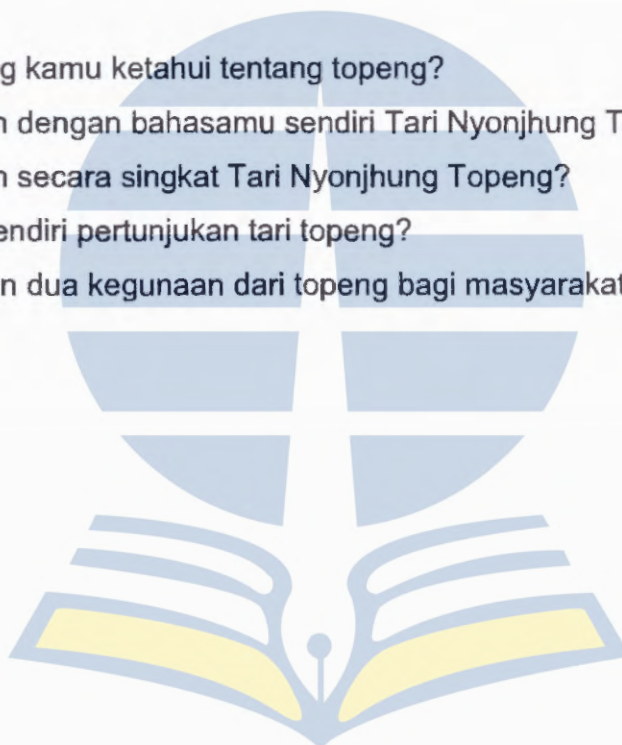 g kamu ketahui tentang topeng?
n dengan bahasamu sendiri Tari Nyonjhung T
n secara singkat Tari Nyonjhung Topeng?
endiri pertunjukan tari topeng?
n dua kegunaan dari topeng bagi masyarakat